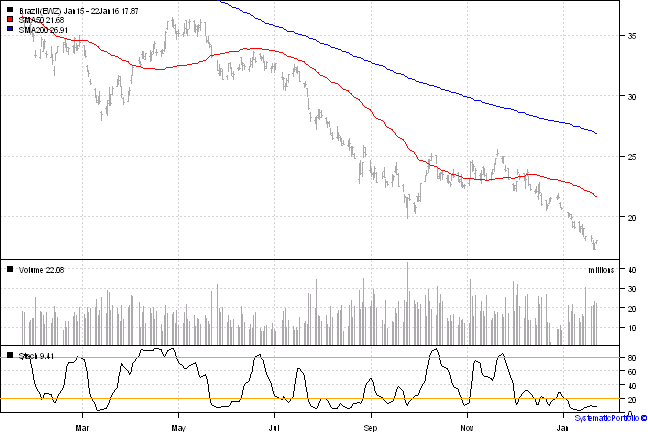 Brazil(EWZ) Jan15 - 22Jan16 17.87
SMA50 21.68
SMA200 26.91
35
30
25
20
Volume 22.08
millions
40
30
20
10
Stoch 9.41
80
60
40
20
0
Mar May Jul Sep Nov Jan
SystematicPortfolio ©